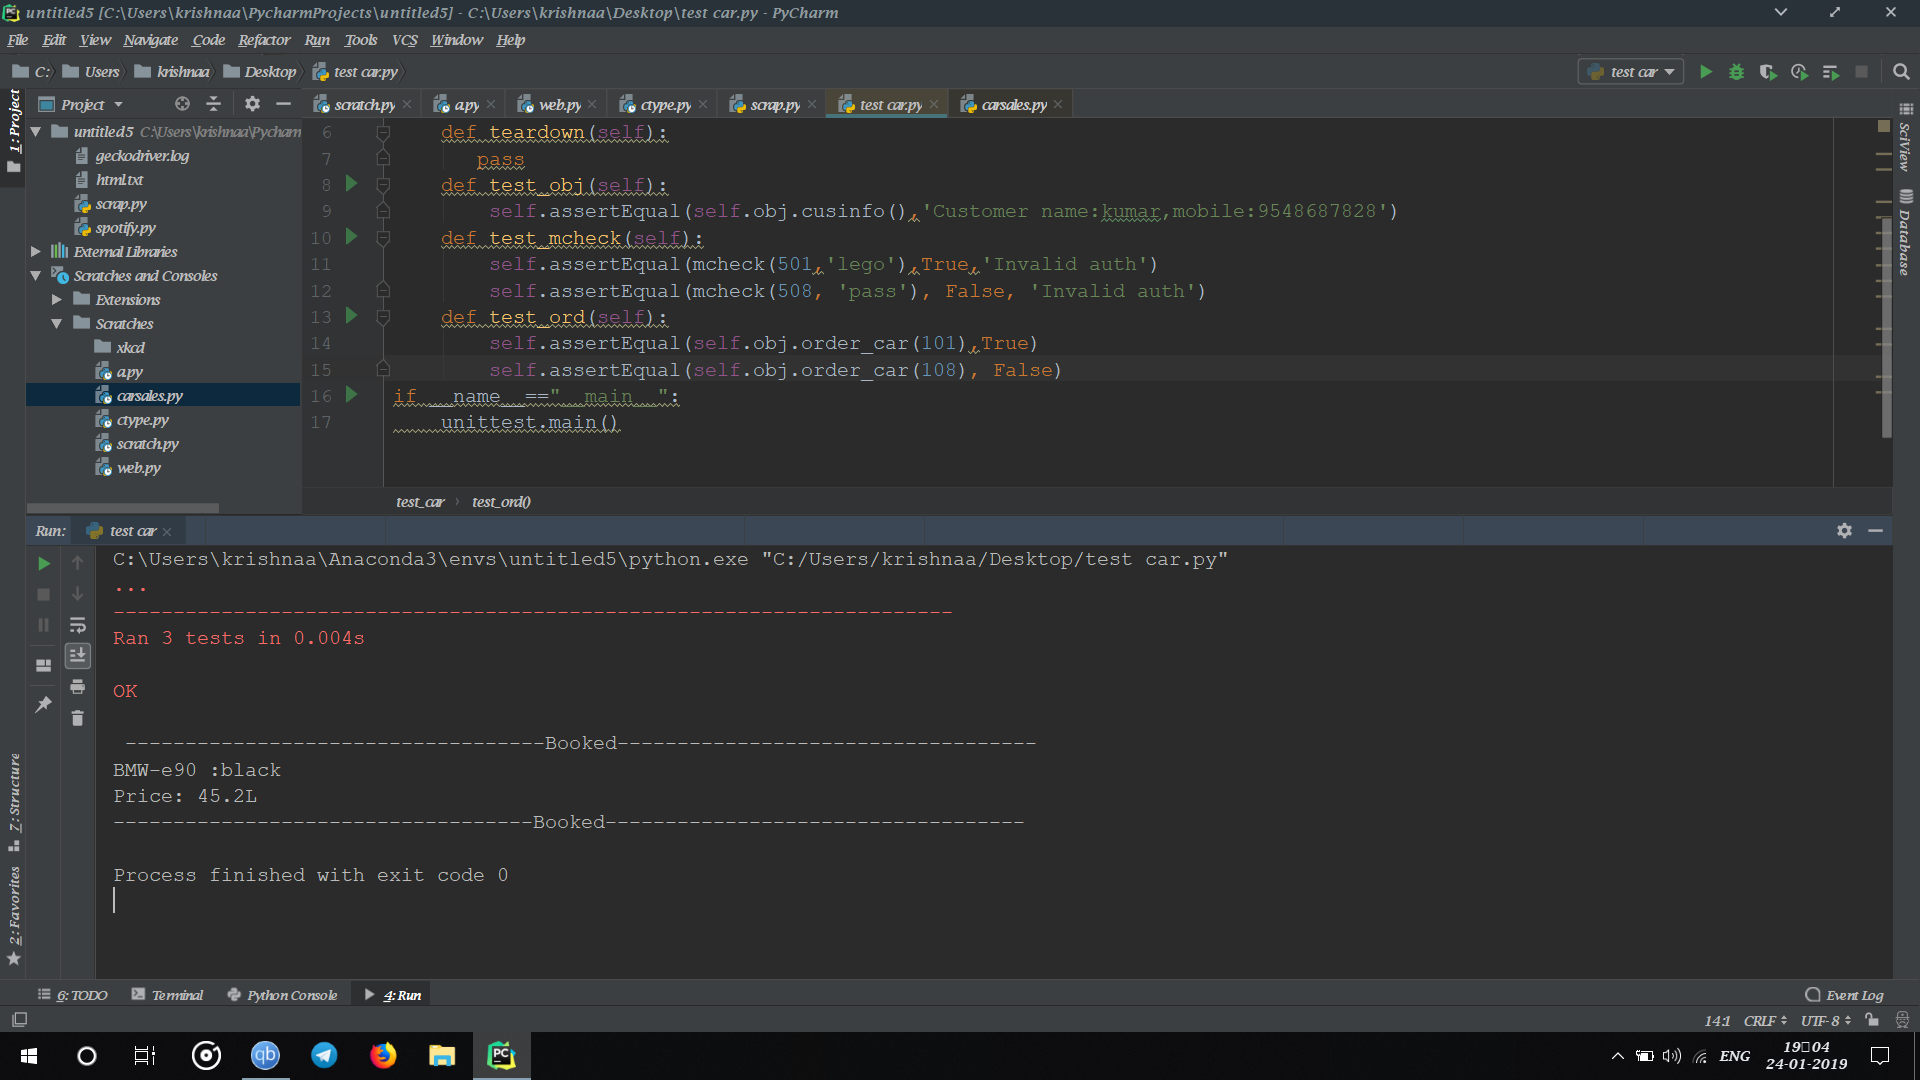 untitled5 [C:\Users\krishnaa\PycharmProjects\untitled5] - C:\Users\krishnaa\Desktop\test car.py - PyCharm
File Edit View Navigate Code Refactor Run Tools VCS Window Help
C: Users krishnaa Desktop test car.py
test car
1: Project
Project
scratch.py a.py web.py ctype.py scrap.py test car.py carsales.py
untitled5 C:\Users\krishnaa\Pycharm
geckodriver.log
html.txt
scrap.py
spotify.py
External Libraries
Scratches and Consoles
Extensions
Scratches
xkcd
a.py
carsales.py
ctype.py
scratch.py
web.py
6 def teardown(self):
7 pass
8 def test_obj(self):
9 self.assertEqual(self.obj.cusinfo(),'Customer name:kumar,mobile:9548687828')
10 def test_mcheck(self):
11 self.assertEqual(mcheck(501,'lego'),True,'Invalid auth')
12 self.assertEqual(mcheck(508, 'pass'), False, 'Invalid auth')
13 def test_ord(self):
14 self.assertEqual(self.obj.order_car(101),True)
15 self.assertEqual(self.obj.order_car(108), False)
16 if __name__=="__main__":
17 unittest.main()
test_car › test_ord()
SciView
Database
Run: test car
C:\Users\krishnaa\Anaconda3\envs\untitled5\python.exe "C:/Users/krishnaa/Desktop/test car.py"
...
----------------------------------------------------------------------
Ran 3 tests in 0.004s
OK
-----------------------------------Booked-----------------------------------
BMW-e90 :black
Price: 45.2L
-----------------------------------Booked-----------------------------------
Process finished with exit code 0
7: Structure
2: Favorites
6: TODO Terminal Python Console 4: Run Event Log
14:1 CRLF UTF-8
qb PC ENG 19□04
24-01-2019